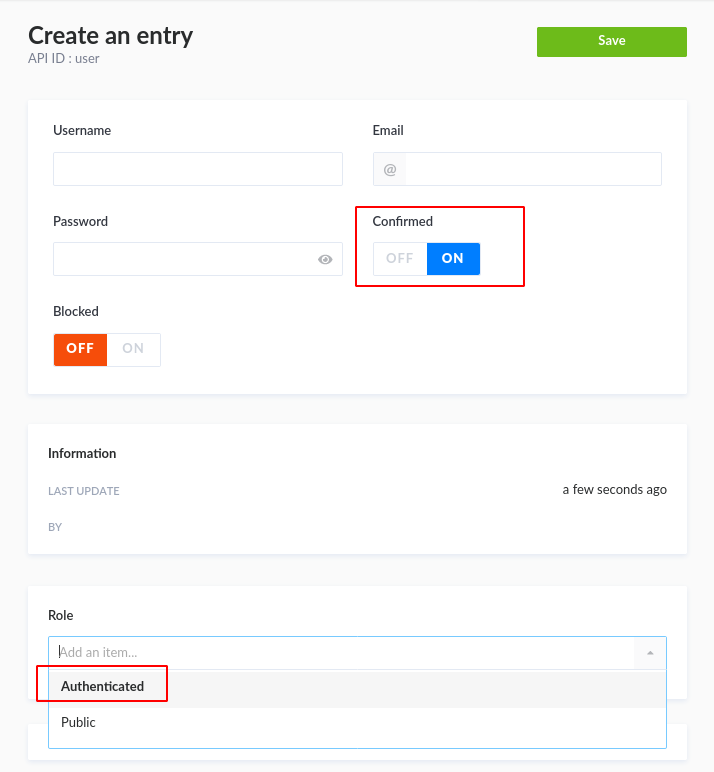 Create an entry
Save
API ID : user
Username
Email
@
Password
Confirmed
OFF ON
Blocked
OFF ON
Information
LAST UPDATE
a few seconds ago
BY
Role
Add an item...
Authenticated
Public